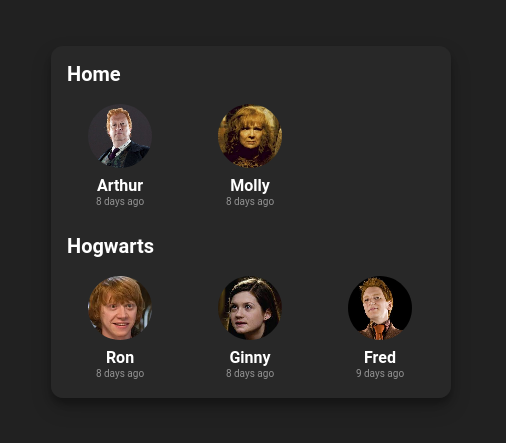 Home
Arthur Molly
8 days ago 8 days ago
Hogwarts
Ron Ginny Fred
8 days ago 8 days ago 9 days ago